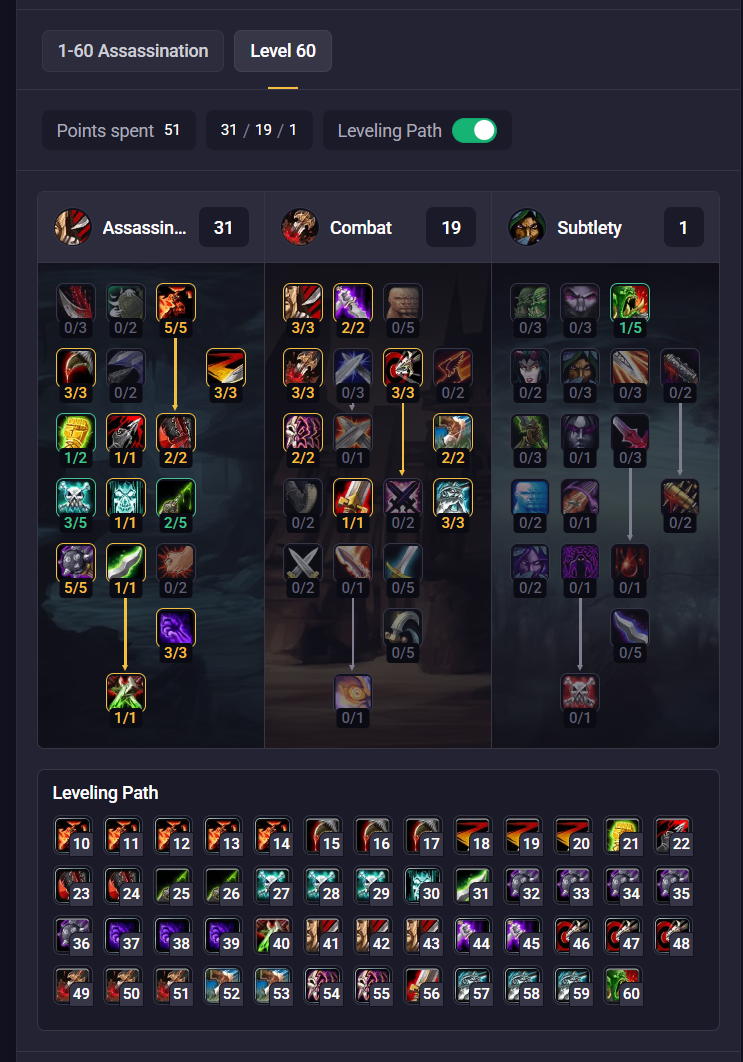 1-60 Assassination Level 60
Points spent 51 31 / 19 / 1 Leveling Path
Assassin... 31 Combat 19 Subtlety 1
0/3 0/2 5/5 3/3 2/2 0/5 0/3 0/3 1/5
3/3 0/2 3/3 3/3 0/3 3/3 0/2 0/2 0/3 0/3 0/2
1/2 1/1 2/2 2/2 0/1 2/2 0/3 0/1 0/3
3/5 1/1 2/5 0/2 1/1 0/2 3/3 0/2 0/1 0/2
5/5 1/1 0/2 0/2 0/1 0/5 0/2 0/1 0/1
3/3 0/5 0/5
1/1 0/1 0/1
Leveling Path
10 11 12 13 14 15 16 17 18 19 20 21 22
23 24 25 26 27 28 29 30 31 32 33 34 35
36 37 38 39 40 41 42 43 44 45 46 47 48
49 50 51 52 53 54 55 56 57 58 59 60